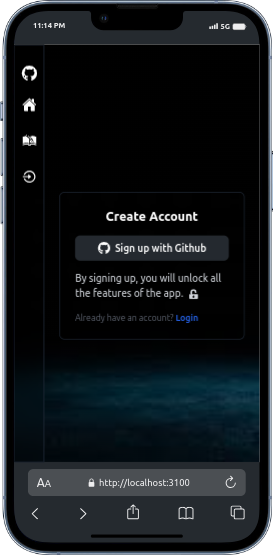 11:14 PM
5G
Create Account
Sign up with Github
By signing up, you will unlock all
the features of the app.
Already have an account? Login
AA
http://localhost:3100